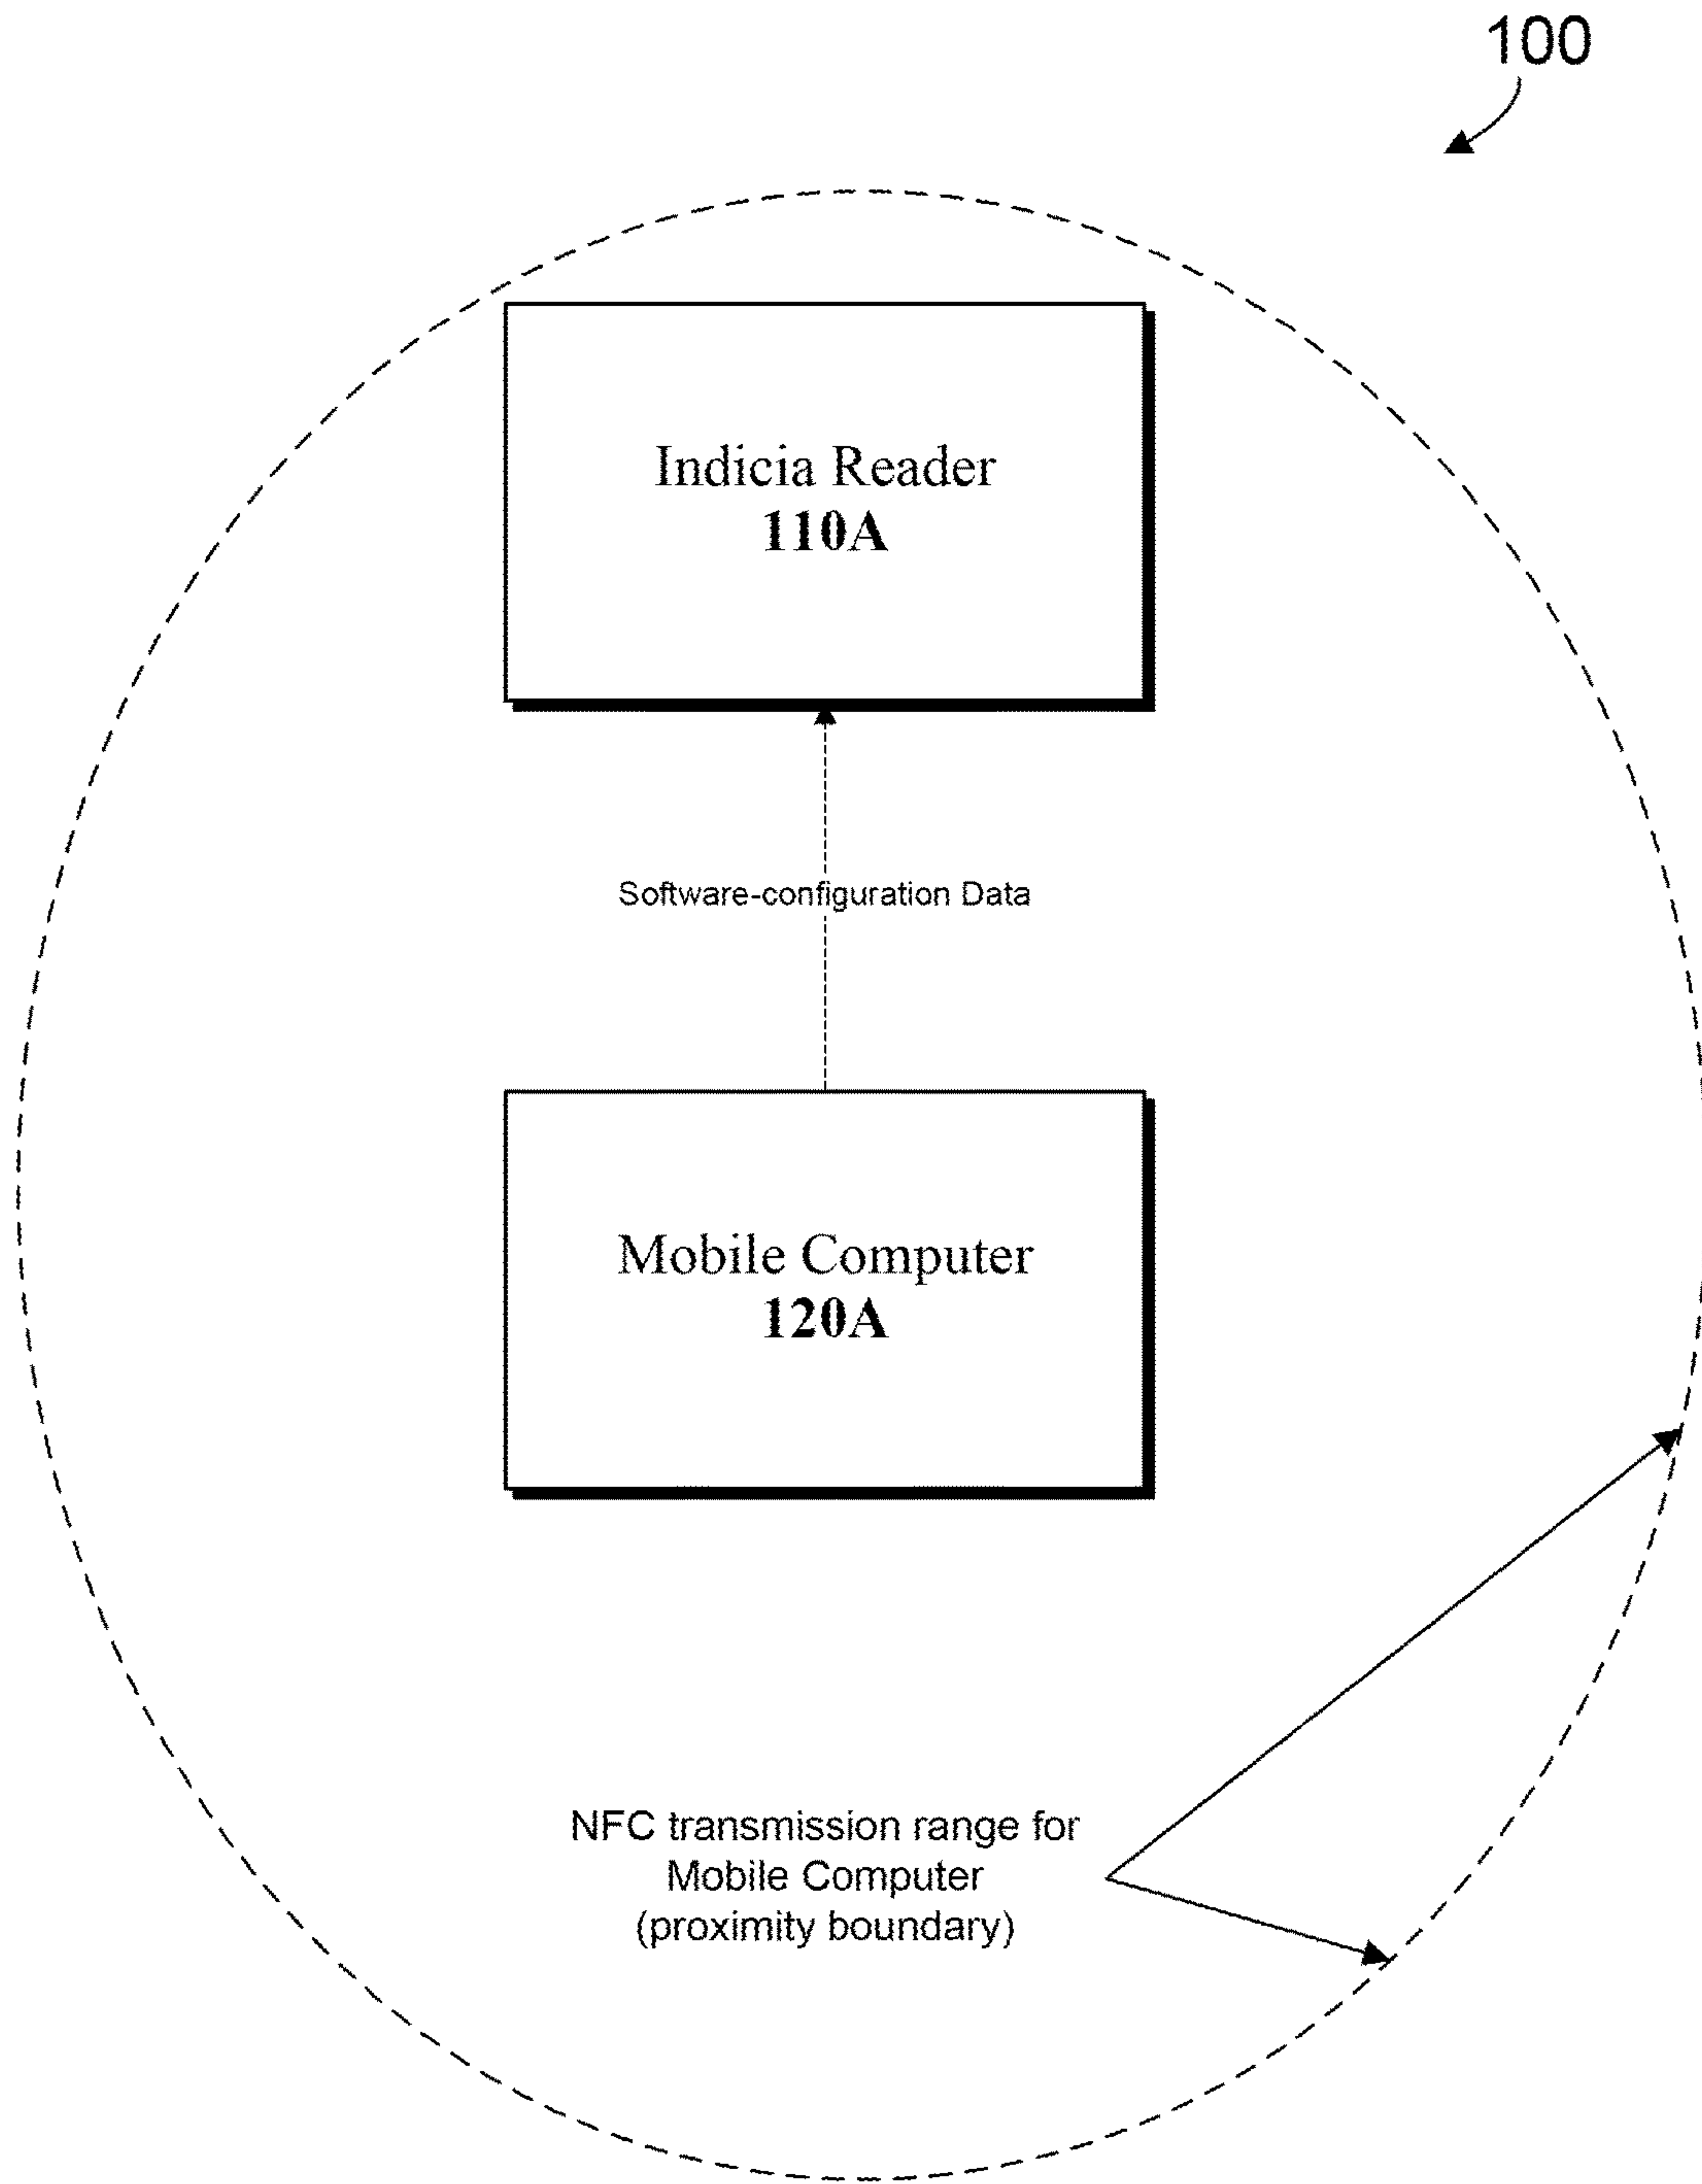 100
Indicia Reader
110A
Software-configuration Data
Mobile Computer
120A
NFC transmission range for
Mobile Computer
(proximity boundary)